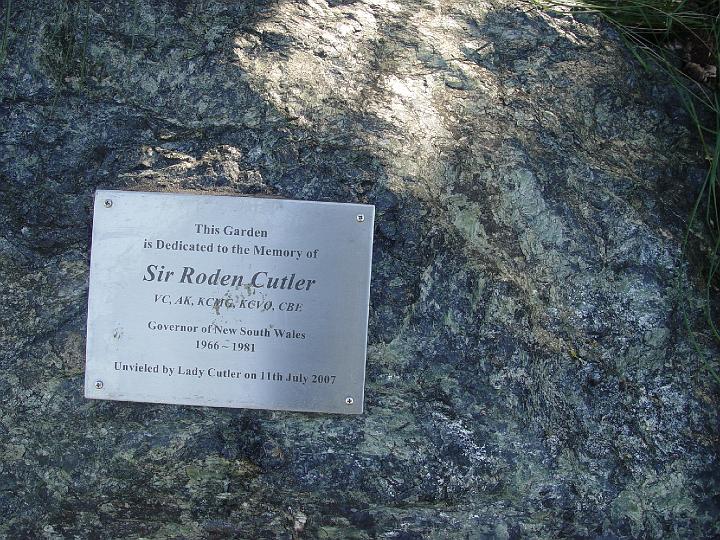 This Garden
is Dedicated to the Memory of
Sir Roden Cutler
VC, AK, KCMG, KCVO, CBE
Governor of New South Wales
1966 ~ 1981
Unvieled by Lady Cutler on 11th July 2007